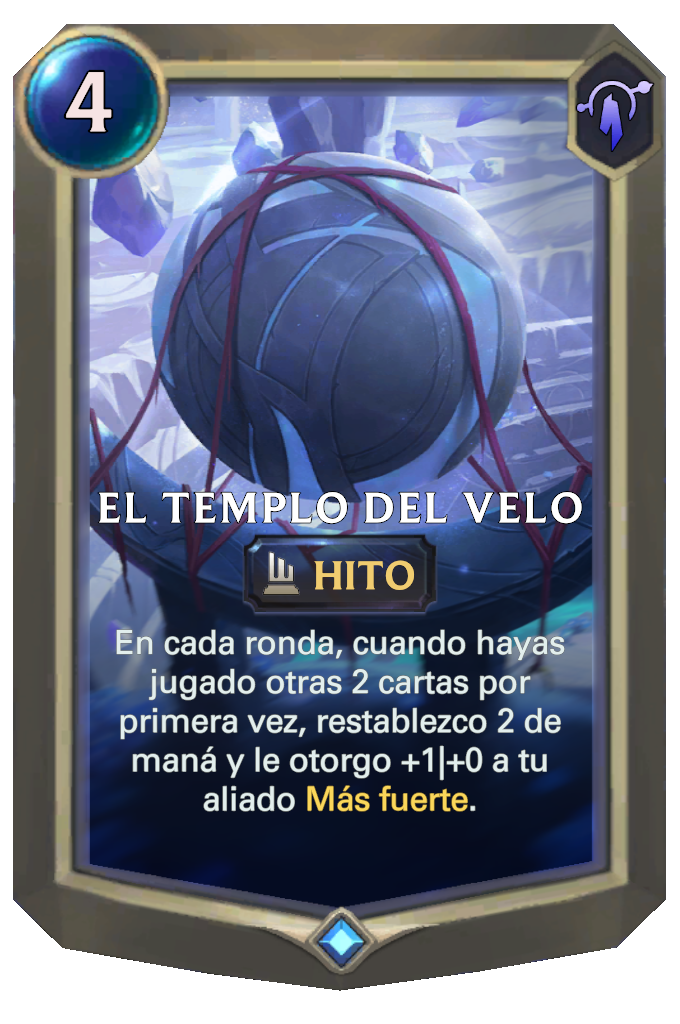 4
EL TEMPLO DEL VELO
HITO
En cada ronda, cuando hayas
jugado otras 2 cartas por
primera vez, restablezco 2 de
maná y le otorgo +1|+0 a tu
aliado Más fuerte.